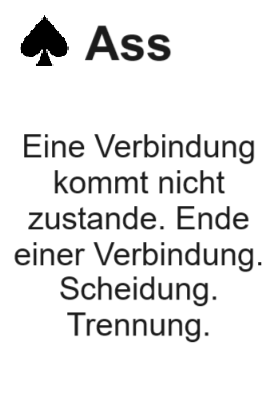 Ass
Eine Verbindung
kommt nicht
zustande. Ende
einer Verbindung.
Scheidung.
Trennung.